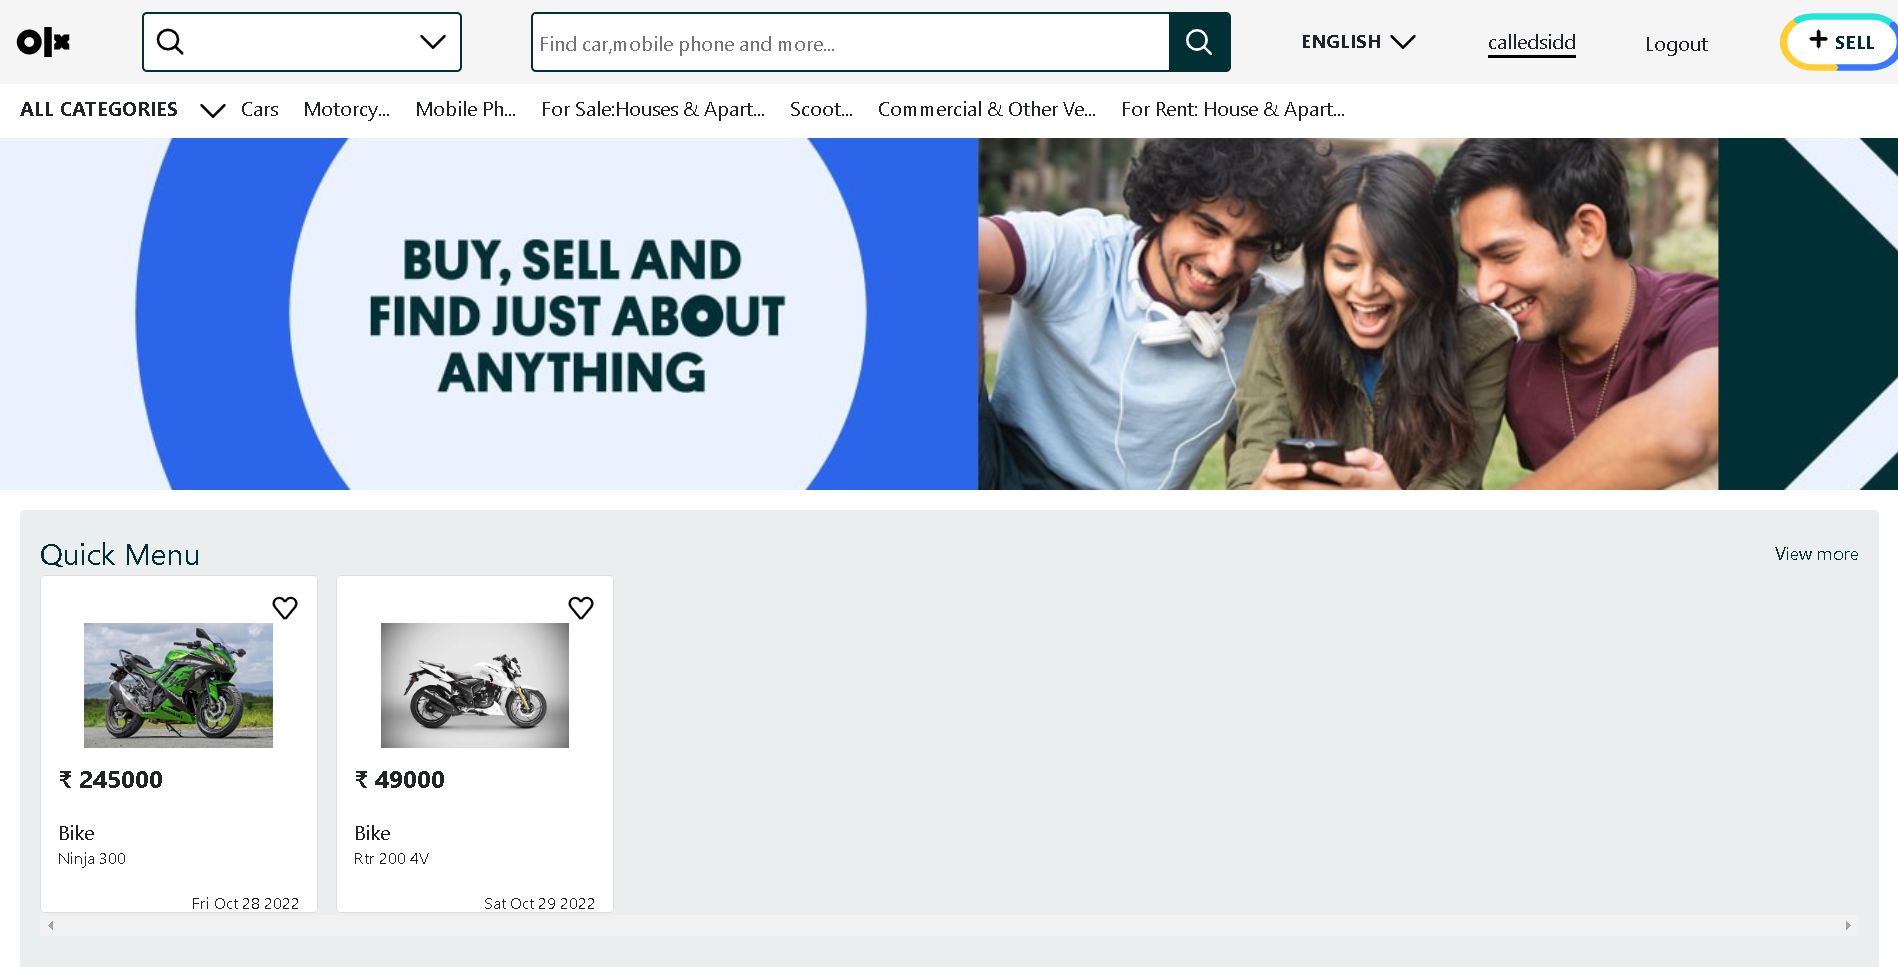 olx
Find car,mobile phone and more...
ENGLISH
calledsidd
Logout
+ SELL
ALL CATEGORIES
Cars
Motorcy...
Mobile Ph...
For Sale:Houses & Apart...
Scoot...
Commercial & Other Ve...
For Rent: House & Apart...
BUY, SELL AND
FIND JUST ABOUT
ANYTHING
Quick Menu
View more
₹ 245000
Bike
Ninja 300
Fri Oct 28 2022
₹ 49000
Bike
Rtr 200 4V
Sat Oct 29 2022